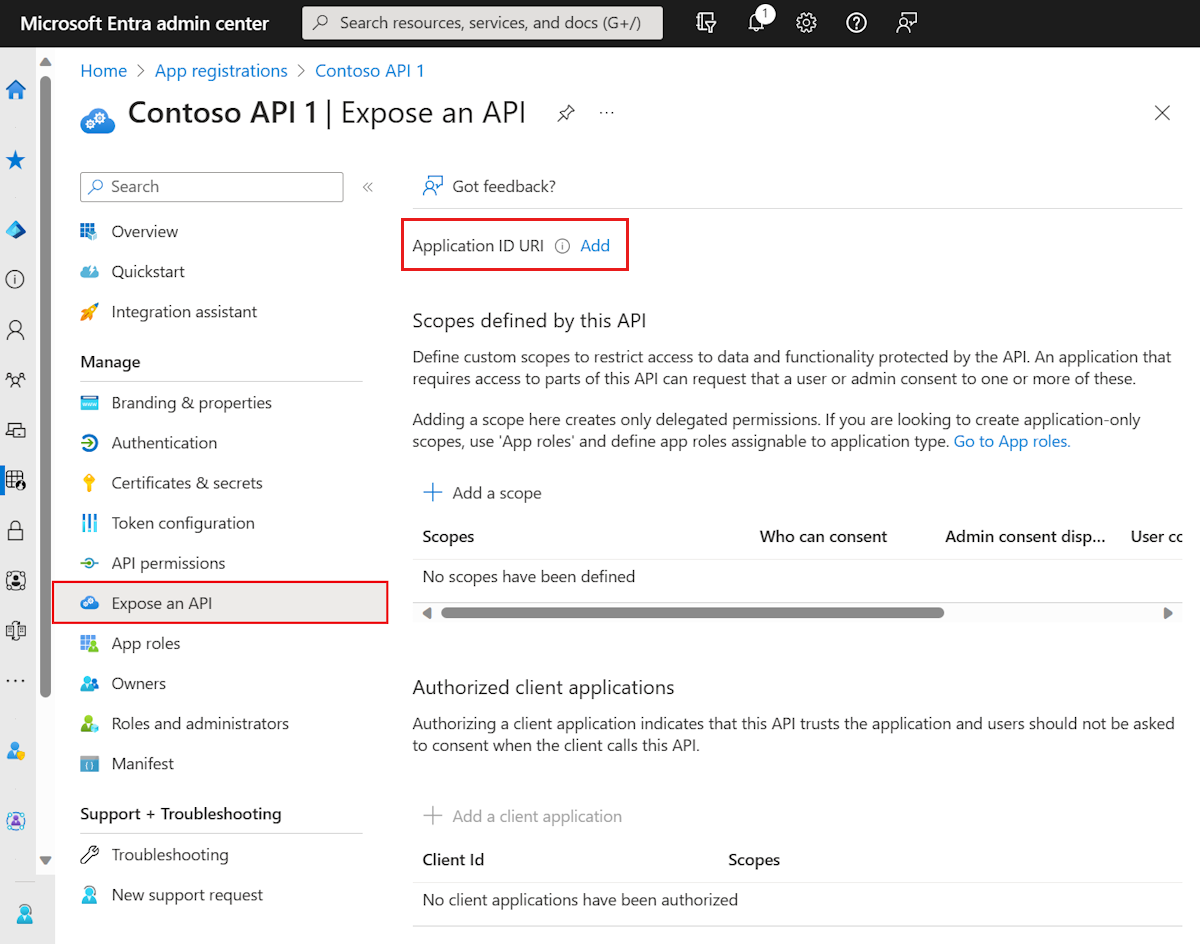 Microsoft Entra admin center
Search resources, services, and docs (G+/)
1
Home > App registrations > Contoso API 1
Contoso API 1 | Expose an API
...
Search
«
Overview
Quickstart
Integration assistant
Manage
Branding & properties
Authentication
Certificates & secrets
Token configuration
API permissions
Expose an API
App roles
Owners
Roles and administrators
Manifest
Support + Troubleshooting
Troubleshooting
New support request
Got feedback?
Application ID URI Add
Scopes defined by this API
Define custom scopes to restrict access to data and functionality protected by the API. An application that
requires access to parts of this API can request that a user or admin consent to one or more of these.
Adding a scope here creates only delegated permissions. If you are looking to create application-only
scopes, use 'App roles' and define app roles assignable to application type. Go to App roles.
Add a scope
Scopes Who can consent Admin consent disp... User cc
No scopes have been defined
Authorized client applications
Authorizing a client application indicates that this API trusts the application and users should not be asked
to consent when the client calls this API.
Add a client application
Client Id Scopes
No client applications have been authorized